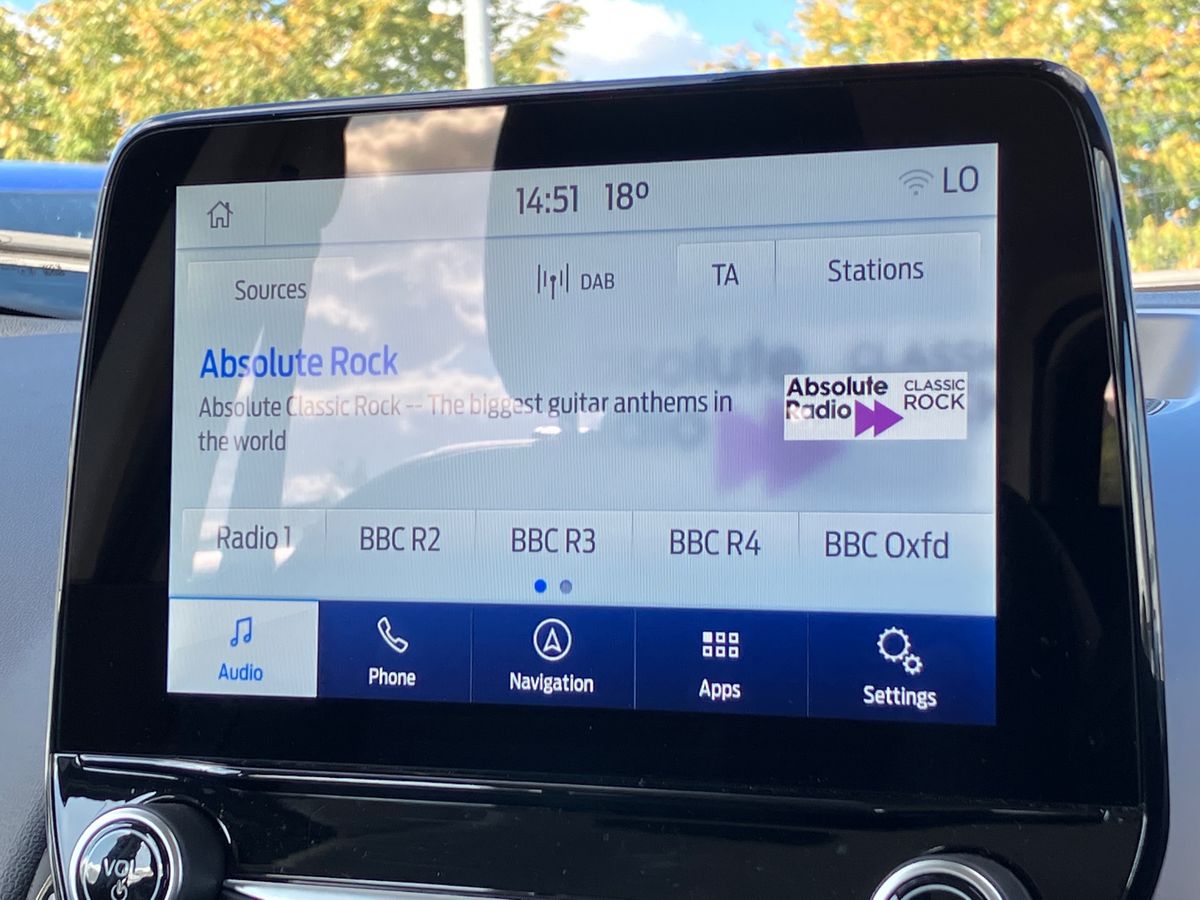 14:51 18° LO
Sources DAB TA Stations
Absolute Rock
Absolute Classic Rock -- The biggest guitar anthems in
the world
Absolute
Radio
CLASSIC
ROCK
Radio 1 BBC R2 BBC R3 BBC R4 BBC Oxfd
Audio Phone Navigation Apps Settings
VOL